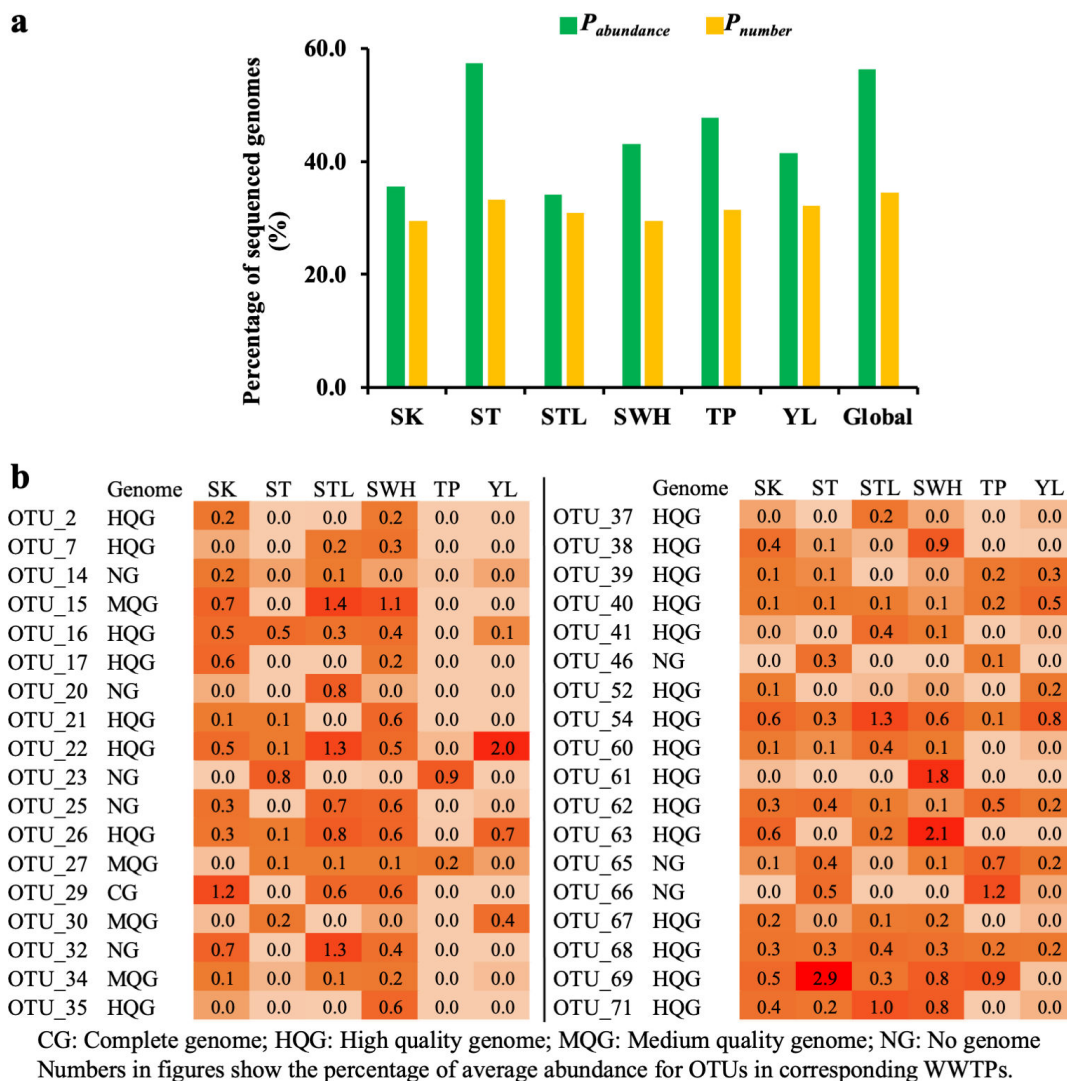 a
P abundance P number
Percentage of sequenced genomes
(%)
60.0
40.0
20.0
0.0
SK ST STL SWH TP YL Global
b
Genome SK ST STL SWH TP YL
OTU_2 HQG 0.2 0.0 0.0 0.2 0.0 0.0
OTU_7 HQG 0.0 0.0 0.2 0.3 0.0 0.0
OTU_14 NG 0.2 0.0 0.1 0.0 0.0 0.0
OTU_15 MQG 0.7 0.0 1.4 1.1 0.0 0.0
OTU_16 HQG 0.5 0.5 0.3 0.4 0.0 0.1
OTU_17 HQG 0.6 0.0 0.0 0.2 0.0 0.0
OTU_20 NG 0.0 0.0 0.8 0.0 0.0 0.0
OTU_21 HQG 0.1 0.1 0.0 0.6 0.0 0.0
OTU_22 HQG 0.5 0.1 1.3 0.5 0.0 2.0
OTU_23 NG 0.0 0.8 0.0 0.0 0.9 0.0
OTU_25 NG 0.3 0.0 0.7 0.6 0.0 0.0
OTU_26 HQG 0.3 0.1 0.8 0.6 0.0 0.7
OTU_27 MQG 0.0 0.1 0.1 0.1 0.2 0.0
OTU_29 CG 1.2 0.0 0.6 0.6 0.0 0.0
OTU_30 MQG 0.0 0.2 0.0 0.0 0.0 0.4
OTU_32 NG 0.7 0.0 1.3 0.4 0.0 0.0
OTU_34 MQG 0.1 0.0 0.1 0.2 0.0 0.0
OTU_35 HQG 0.0 0.0 0.0 0.6 0.0 0.0
Genome SK ST STL SWH TP YL
OTU_37 HQG 0.0 0.0 0.2 0.0 0.0 0.0
OTU_38 HQG 0.4 0.1 0.0 0.9 0.0 0.0
OTU_39 HQG 0.1 0.1 0.0 0.0 0.2 0.3
OTU_40 HQG 0.1 0.1 0.1 0.1 0.2 0.5
OTU_41 HQG 0.0 0.0 0.4 0.1 0.0 0.0
OTU_46 NG 0.0 0.3 0.0 0.0 0.1 0.0
OTU_52 HQG 0.1 0.0 0.0 0.0 0.0 0.2
OTU_54 HQG 0.6 0.3 1.3 0.6 0.1 0.8
OTU_60 HQG 0.1 0.1 0.4 0.1 0.0 0.0
OTU_61 HQG 0.0 0.0 0.0 1.8 0.0 0.0
OTU_62 HQG 0.3 0.4 0.1 0.1 0.5 0.2
OTU_63 HQG 0.6 0.0 0.2 2.1 0.0 0.0
OTU_65 NG 0.1 0.4 0.0 0.1 0.7 0.2
OTU_66 NG 0.0 0.5 0.0 0.0 1.2 0.0
OTU_67 HQG 0.2 0.0 0.1 0.2 0.0 0.0
OTU_68 HQG 0.3 0.3 0.4 0.3 0.2 0.2
OTU_69 HQG 0.5 2.9 0.3 0.8 0.9 0.0
OTU_71 HQG 0.4 0.2 1.0 0.8 0.0 0.0
CG: Complete genome; HQG: High quality genome; MQG: Medium quality genome; NG: No genome
Numbers in figures show the percentage of average abundance for OTUs in corresponding WWTPs.